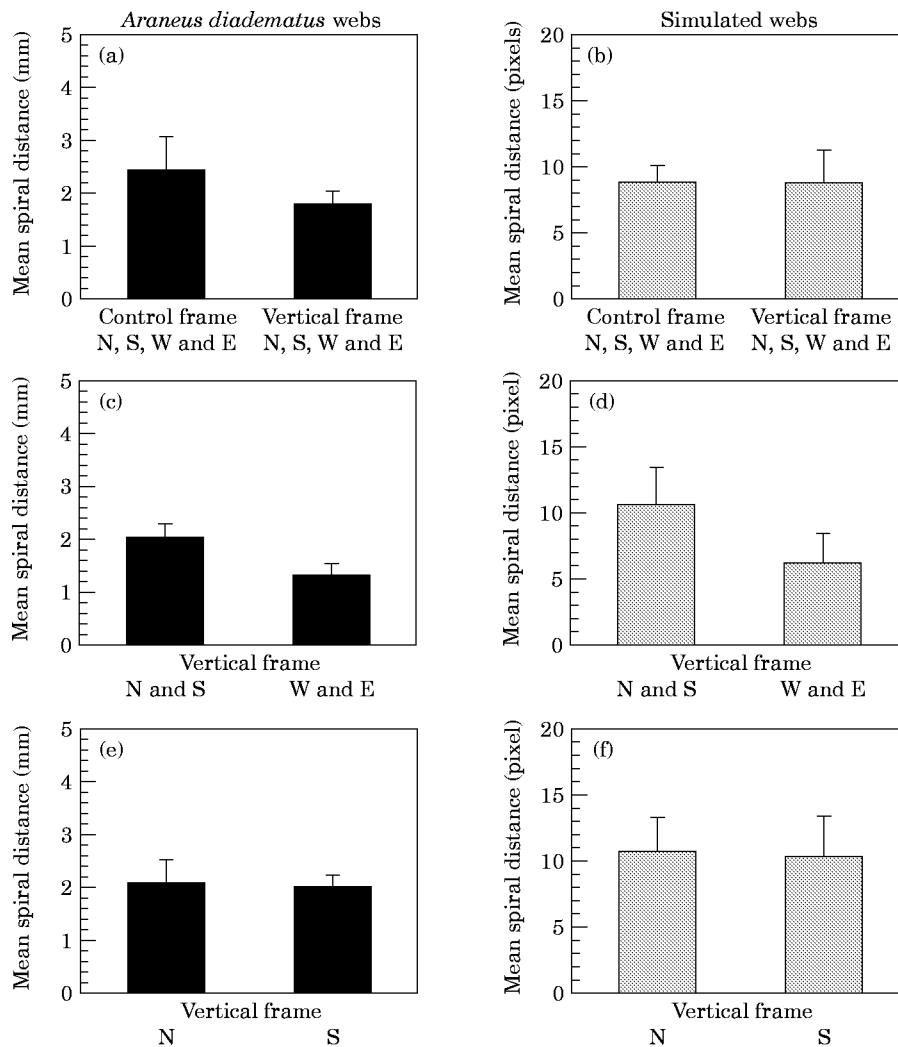 Araneus diadematus webs
Simulated webs
(a)
Mean spiral distance (mm)
5
4
3
2
1
0
Control frame
N, S, W and E
Vertical frame
N, S, W and E
(b)
Mean spiral distance (pixels)
20
15
10
5
0
Control frame
N, S, W and E
Vertical frame
N, S, W and E
(c)
Mean spiral distance (mm)
5
4
3
2
1
0
Vertical frame
N and S
W and E
(d)
Mean spiral distance (pixel)
20
15
10
5
0
Vertical frame
N and S
W and E
(e)
Mean spiral distance (mm)
5
4
3
2
1
0
Vertical frame
N
S
(f)
Mean spiral distance (pixel)
20
15
10
5
0
Vertical frame
N
S